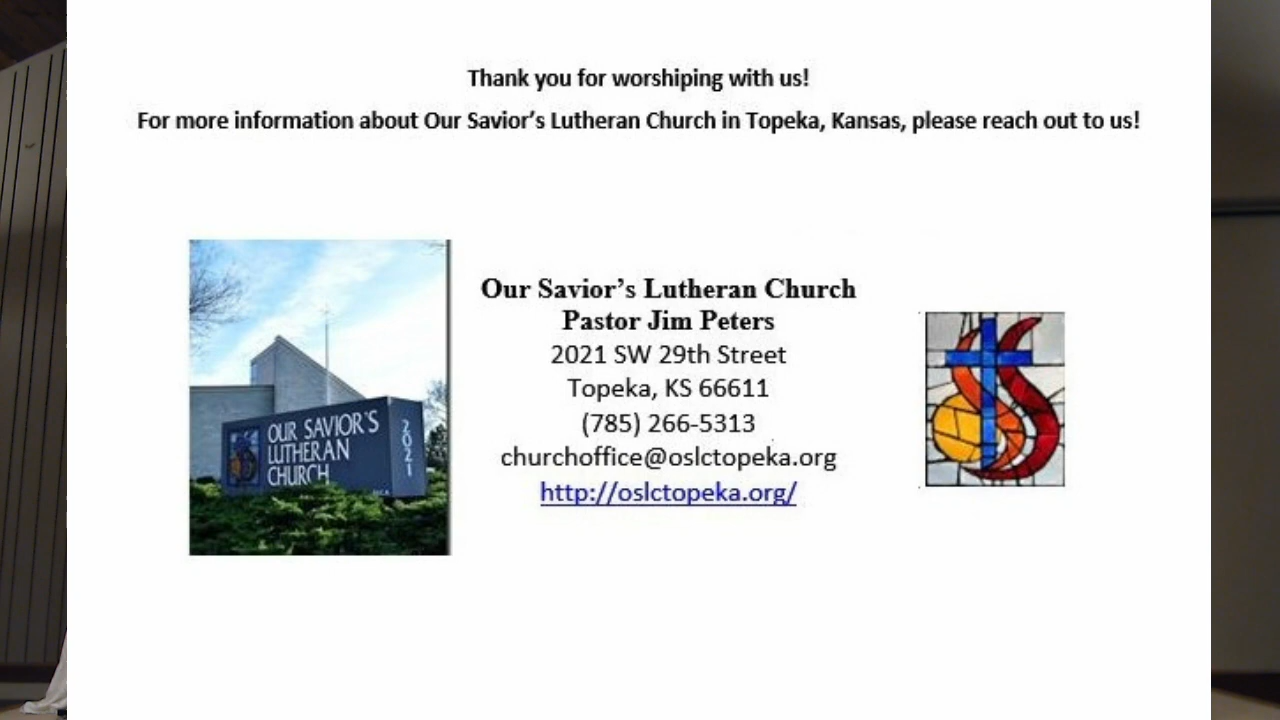 Thank you for worshiping with us!
For more information about Our Savior's Lutheran Church in Topeka, Kansas, please reach out to us!
OUR SAVIOR'S
LUTHERAN
CHURCH
2021
Our Savior's Lutheran Church
Pastor Jim Peters
2021 SW 29th Street
Topeka, KS 66611
(785) 266-5313
churchoffice@oslctopeka.org
http://oslctopeka.org/